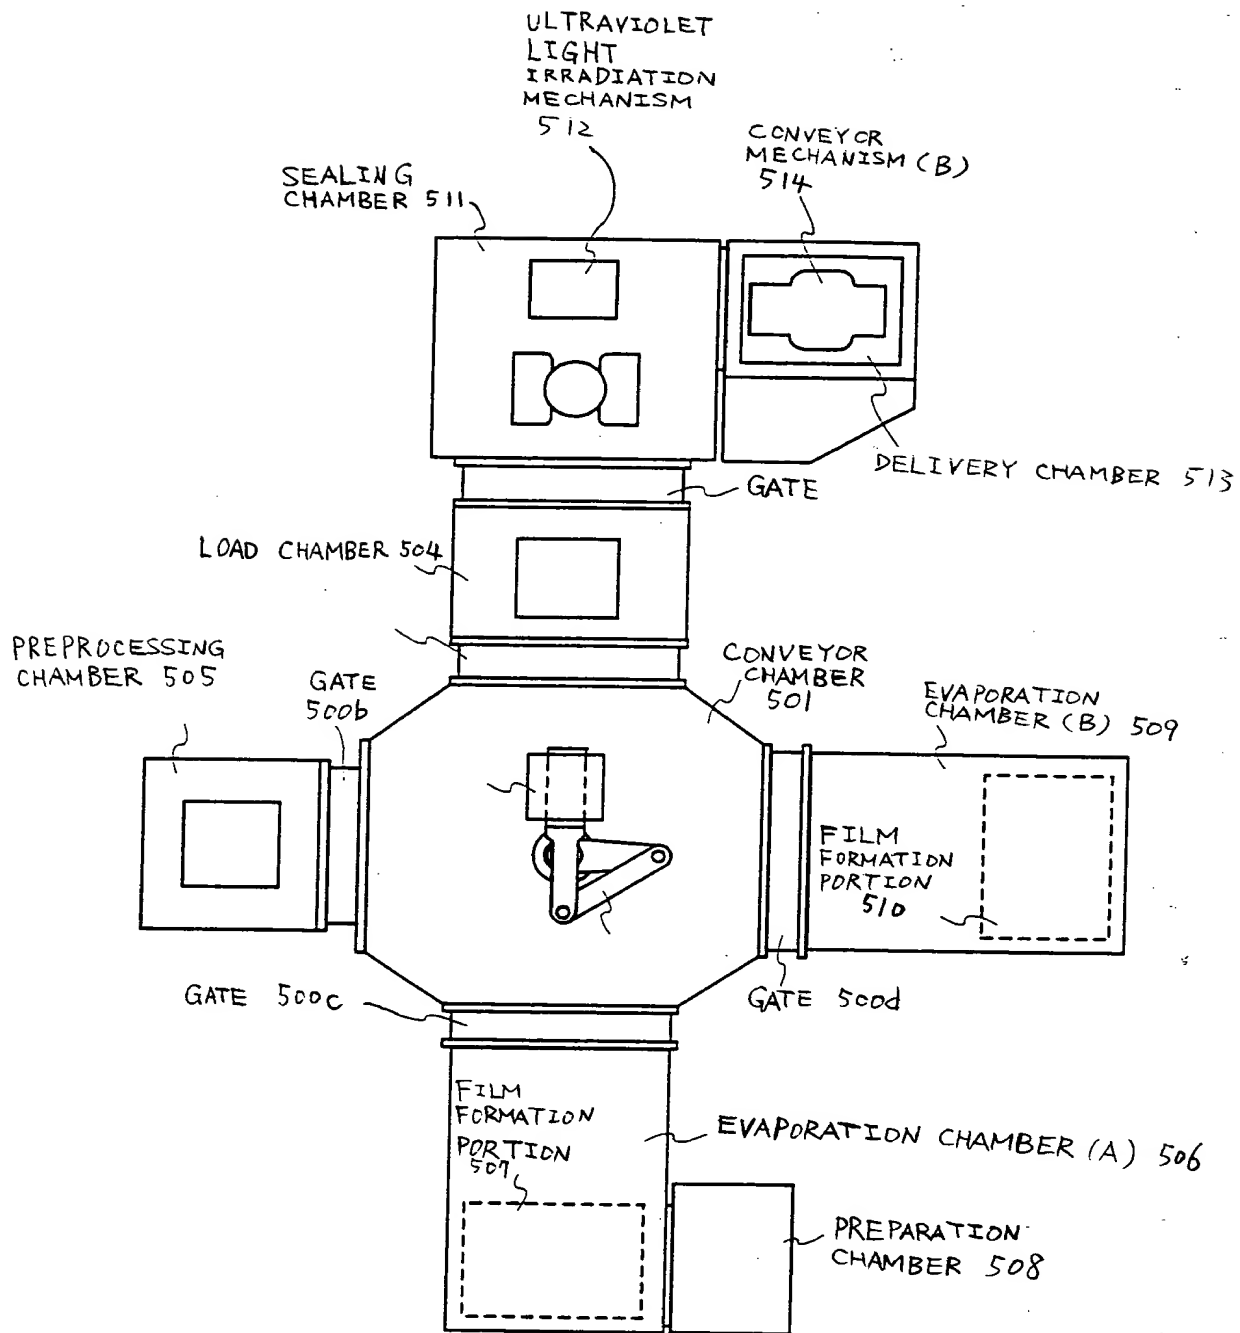 ULTRAVIOLET
LIGHT
IRRADIATION
MECHANISM
512
CONVEYOR
MECHANISM (B)
514
SEALING
CHAMBER 511
DELIVERY CHAMBER 513
GATE
LOAD CHAMBER 504
PREPROCESSING
CHAMBER 505
GATE
500b
CONVEYOR
CHAMBER
501
EVAPORATION
CHAMBER (B) 509
FILM
FORMATION
PORTION
510
GATE 500c
GATE 500d
FILM
FORMATION
PORTION
507
EVAPORATION CHAMBER (A) 506
PREPARATION
CHAMBER 508